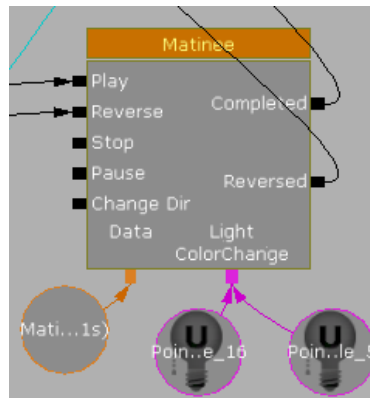 Matinee
Play
Completed
Reverse
Stop
Pause
Reversed
Change Dir
Data Light
ColorChange
Mati...1s)
U
U
Poin...e_16
Poin...le_5